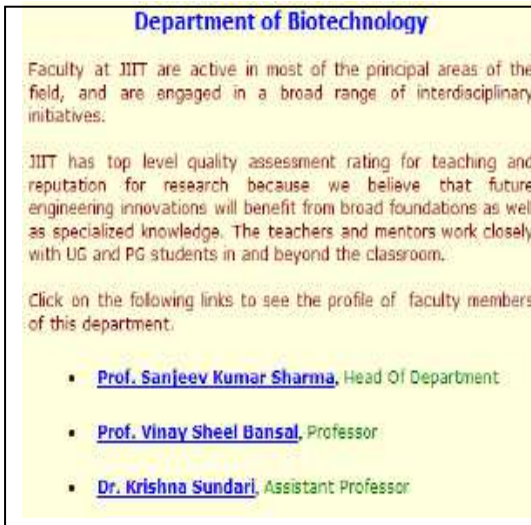 Department of Biotechnology
Faculty at JIIT are active in most of the principal areas of the
field, and are engaged in a broad range of interdisciplinary
initiatives.
JIIT has top level quality assessment rating for teaching and
reputation for research because we believe that future
engineering innovations will benefit from broad foundations as well
as specialized knowledge. The teachers and mentors work closely
with UG and PG students in and beyond the classroom.
Click on the following links to see the profile of faculty members
of this department.
• Prof. Sanjeev Kumar Sharma, Head Of Department
• Prof. Vinay Sheel Bansal, Professor
• Dr. Krishna Sundari, Assistant Professor